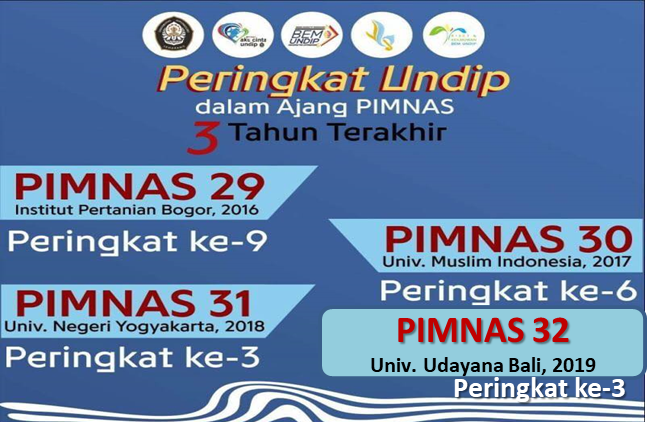 aku cinta
undip
BEM
UNDIP
Peringkat Undip
dalam Ajang PIMNAS
3 Tahun Terakhir
PIMNAS 29
Institut Pertanian Bogor, 2016
Peringkat ke-9
PIMNAS 30
Univ. Muslim Indonesia, 2017
Peringkat ke-6
PIMNAS 31
Univ. Negeri Yogyakarta, 2018
Peringkat ke-3
PIMNAS 32
Univ. Udayana Bali, 2019
Peringkat ke-3